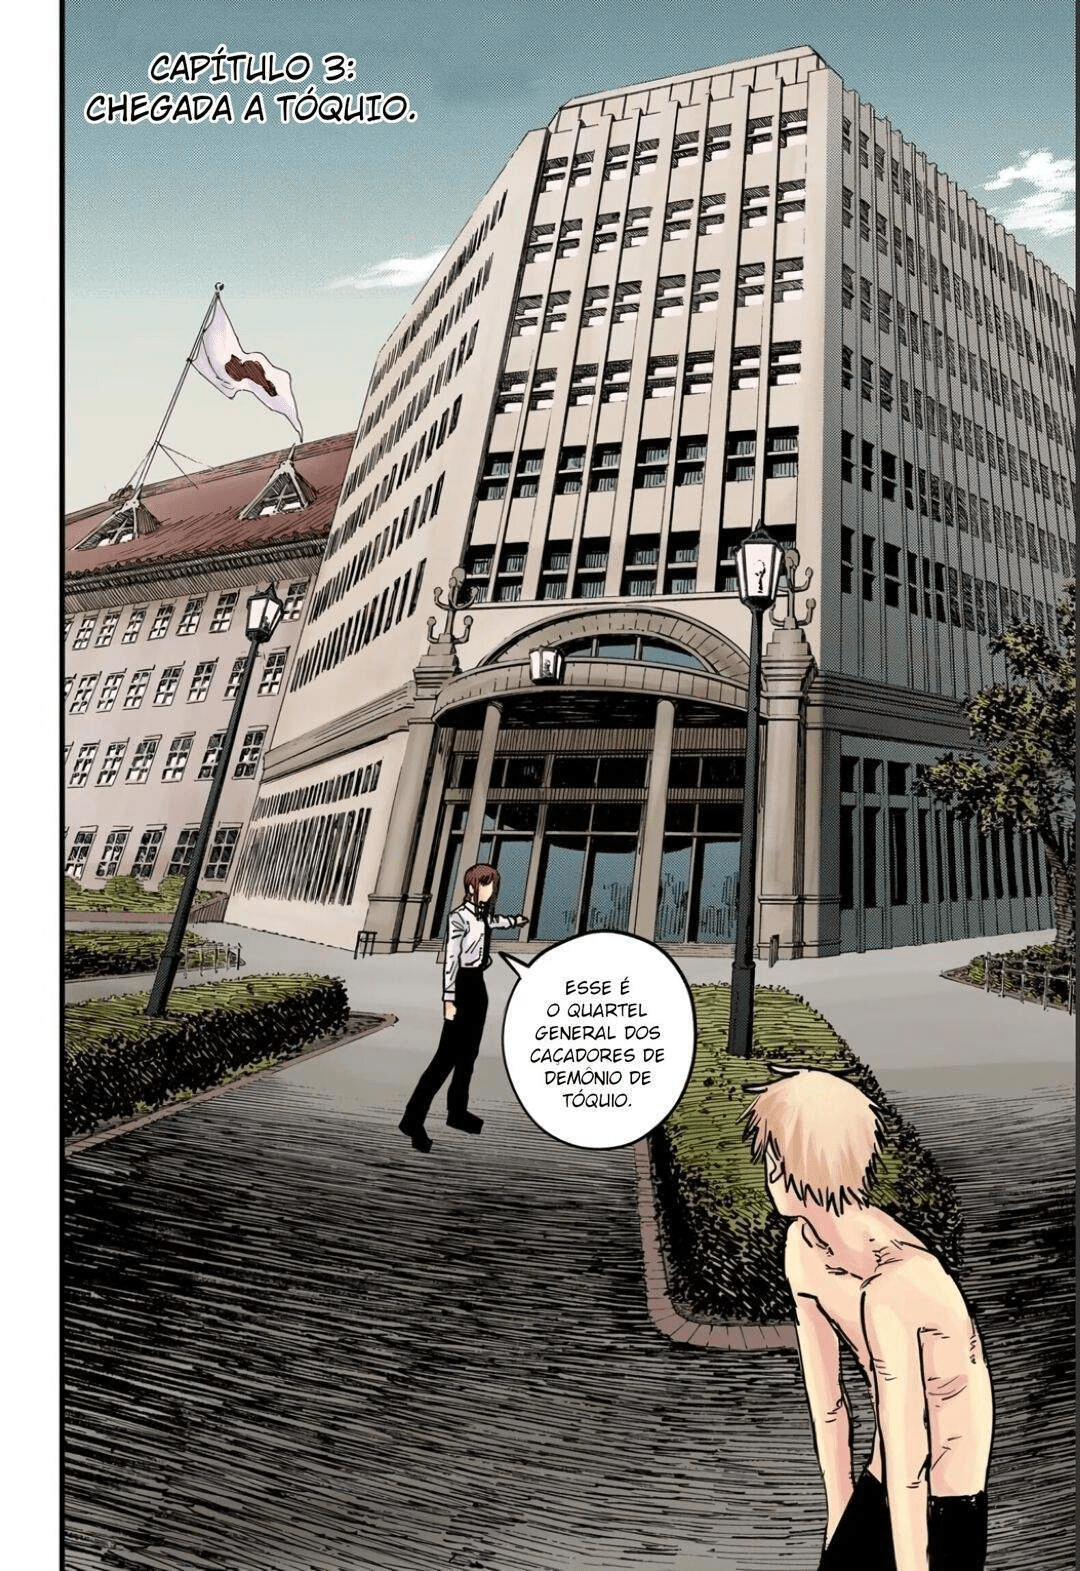 CAPÍTULO 3:
CHEGADA A TÓQUIO.
ESSE É
O QUARTEL
GENERAL DOS
CAÇADORES DE
DEMÔNIO DE
TÓQUIO.